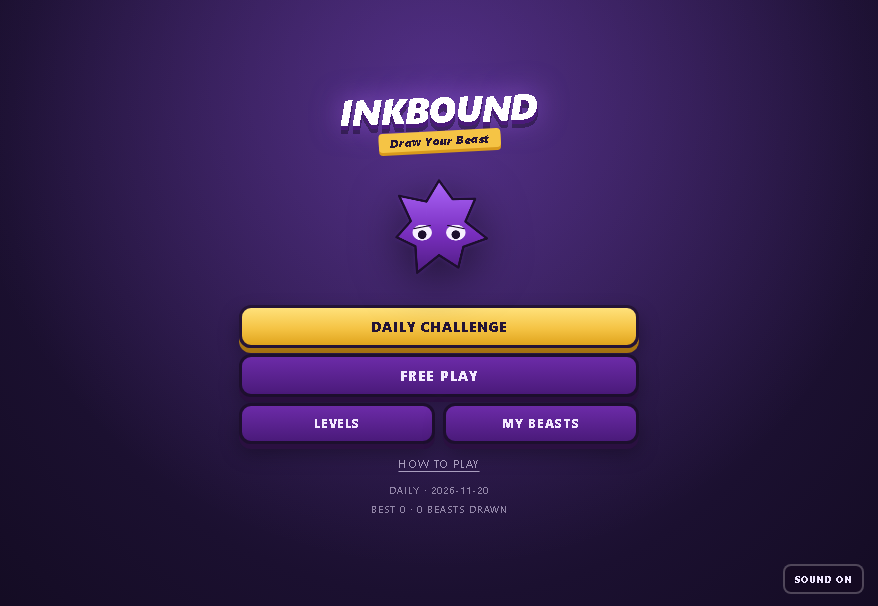 INKBOUND
Draw Your Beast
DAILY CHALLENGE
FREE PLAY
LEVELS
MY BEASTS
HOW TO PLAY
DAILY · 2026-11-20
BEST 0 · 0 BEASTS DRAWN
SOUND ON